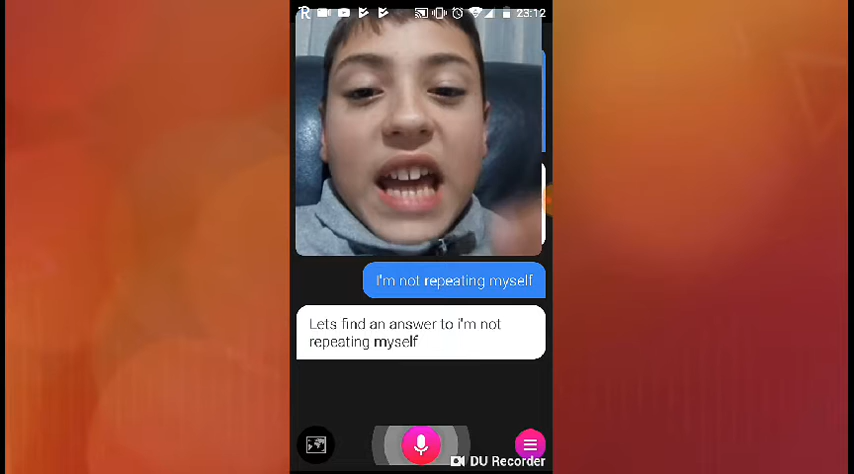 23:12
I'm not repeating myself
Lets find an answer to i'm not
repeating myself
DU Recorder